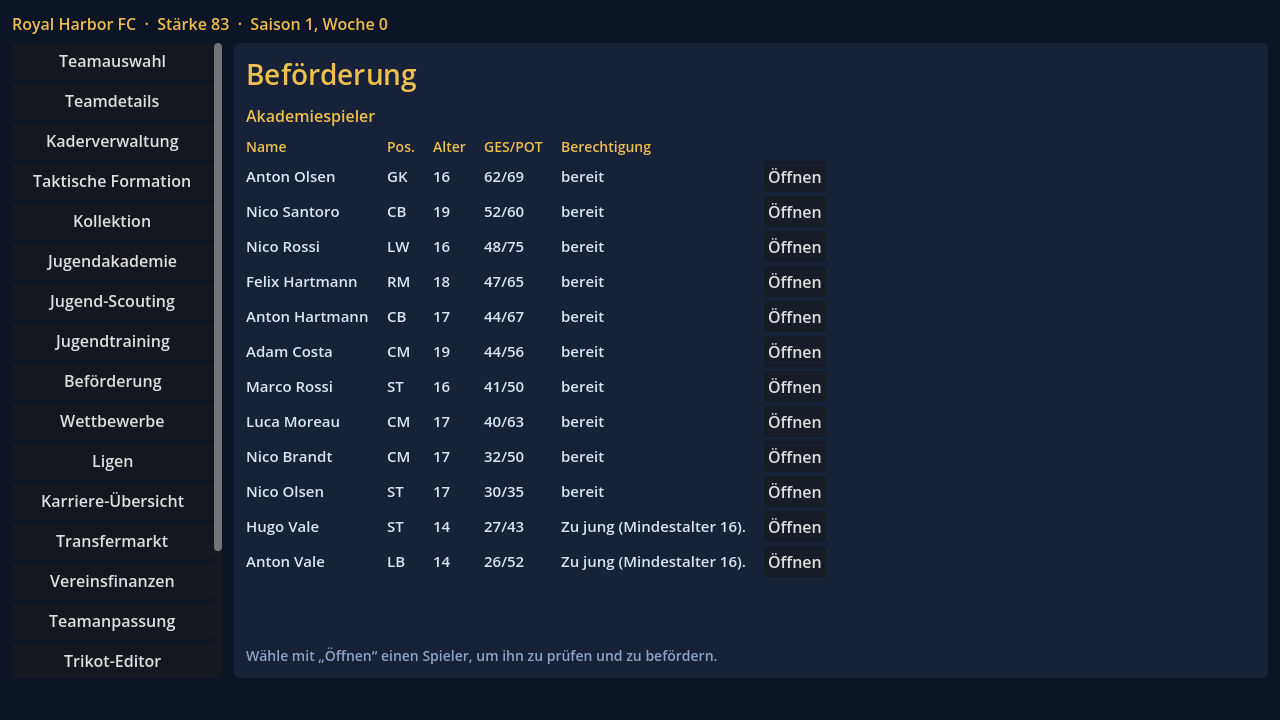 Royal Harbor FC · Stärke 83 · Saison 1, Woche 0
Teamauswahl
Teamdetails
Kaderverwaltung
Taktische Formation
Kollektion
Jugendakademie
Jugend-Scouting
Jugendtraining
Beförderung
Wettbewerbe
Ligen
Karriere-Übersicht
Transfermarkt
Vereinsfinanzen
Teamanpassung
Trikot-Editor
Beförderung
Akademiespieler
Name Pos. Alter GES/POT Berechtigung
Anton Olsen GK 16 62/69 bereit Öffnen
Nico Santoro CB 19 52/60 bereit Öffnen
Nico Rossi LW 16 48/75 bereit Öffnen
Felix Hartmann RM 18 47/65 bereit Öffnen
Anton Hartmann CB 17 44/67 bereit Öffnen
Adam Costa CM 19 44/56 bereit Öffnen
Marco Rossi ST 16 41/50 bereit Öffnen
Luca Moreau CM 17 40/63 bereit Öffnen
Nico Brandt CM 17 32/50 bereit Öffnen
Nico Olsen ST 17 30/35 bereit Öffnen
Hugo Vale ST 14 27/43 Zu jung (Mindestalter 16). Öffnen
Anton Vale LB 14 26/52 Zu jung (Mindestalter 16). Öffnen
Wähle mit „Öffnen“ einen Spieler, um ihn zu prüfen und zu befördern.